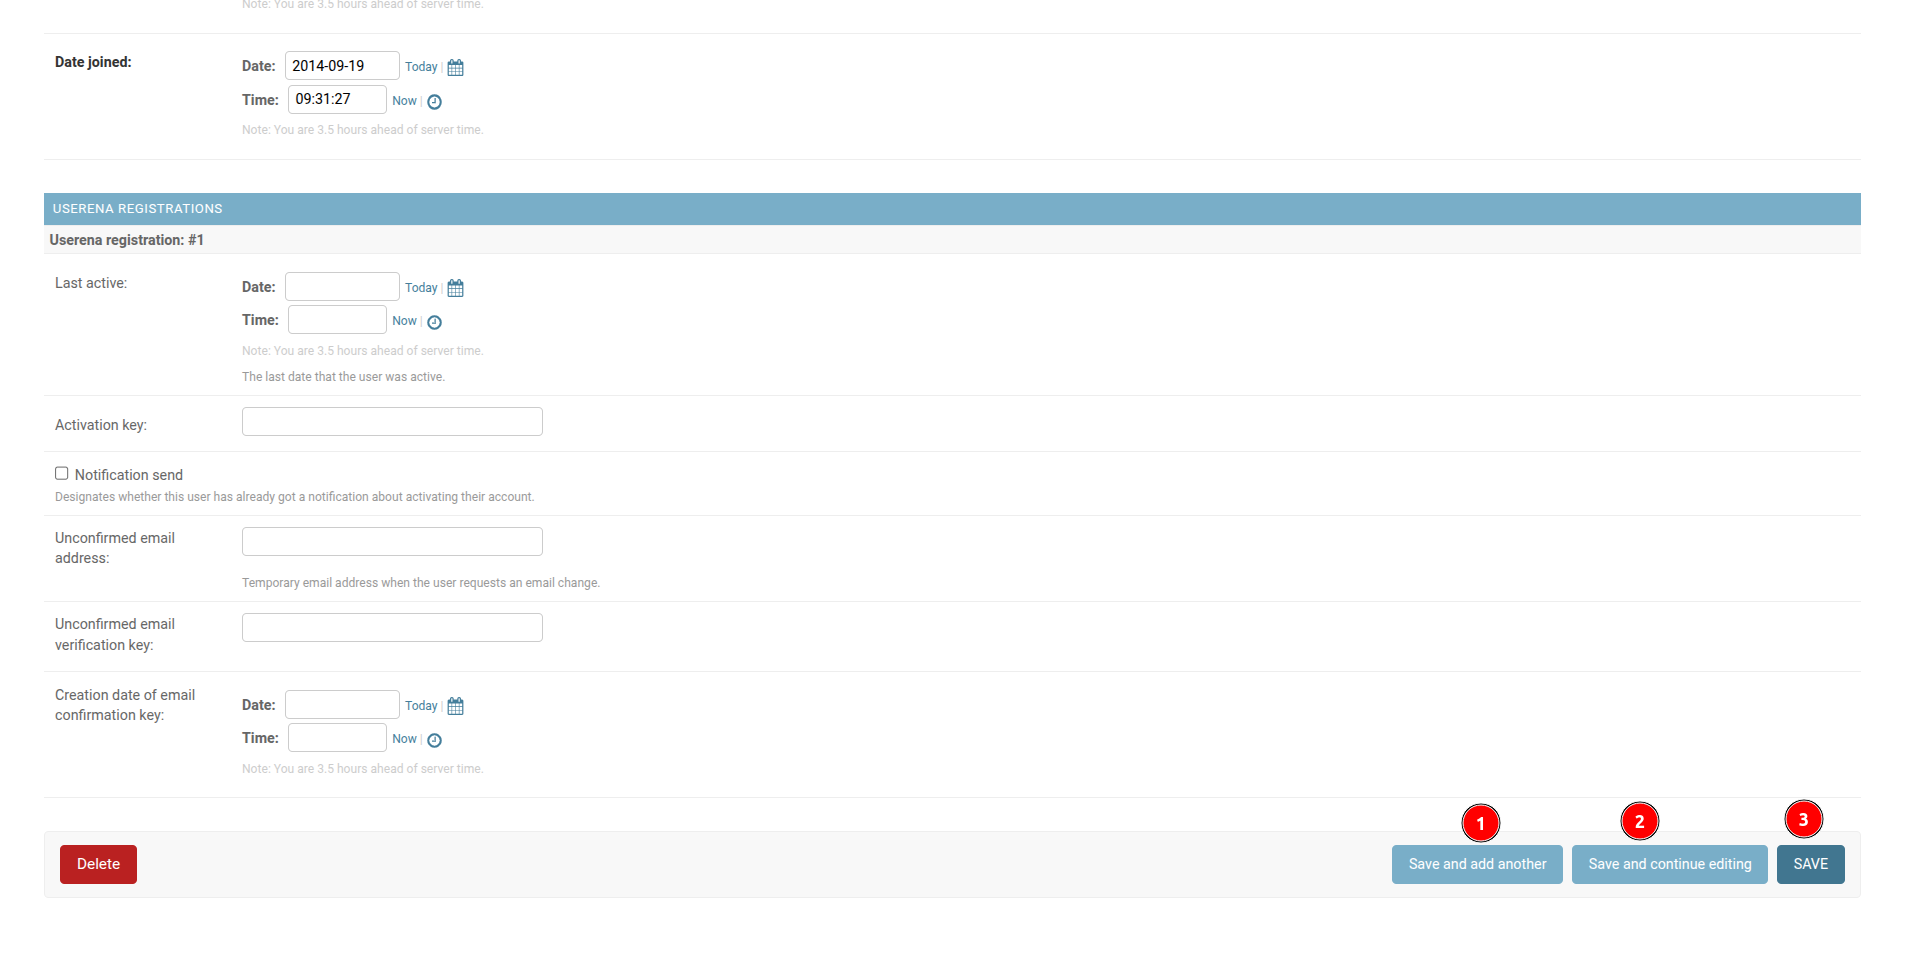 Note: You are 3.5 hours ahead of server time.
Date joined:
Date: 2014-09-19 Today |
Time: 09:31:27 Now |
Note: You are 3.5 hours ahead of server time.
USERENA REGISTRATIONS
Userena registration: #1
Last active:
Date: Today |
Time: Now |
Note: You are 3.5 hours ahead of server time.
The last date that the user was active.
Activation key:
Notification send
Designates whether this user has already got a notification about activating their account.
Unconfirmed email
address:
Temporary email address when the user requests an email change.
Unconfirmed email
verification key:
Creation date of email
confirmation key:
Date: Today |
Time: Now |
Note: You are 3.5 hours ahead of server time.
1 2 3
Delete Save and add another Save and continue editing SAVE